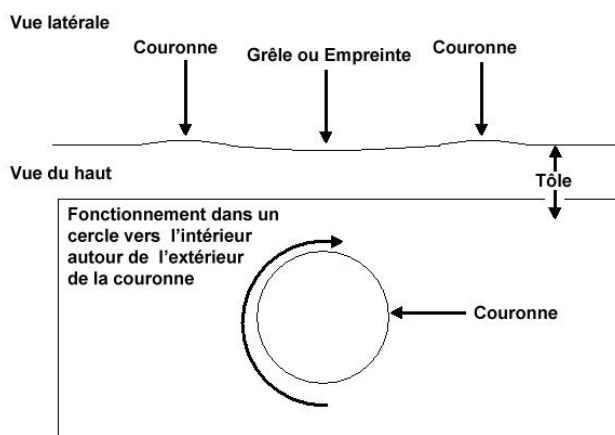 Vue latérale
Couronne
Grêle ou Empreinte
Couronne
Vue du haut
Tôle
Fonctionnement dans un
cercle vers l'intérieur
autour de l'extérieur
de la couronne
Couronne